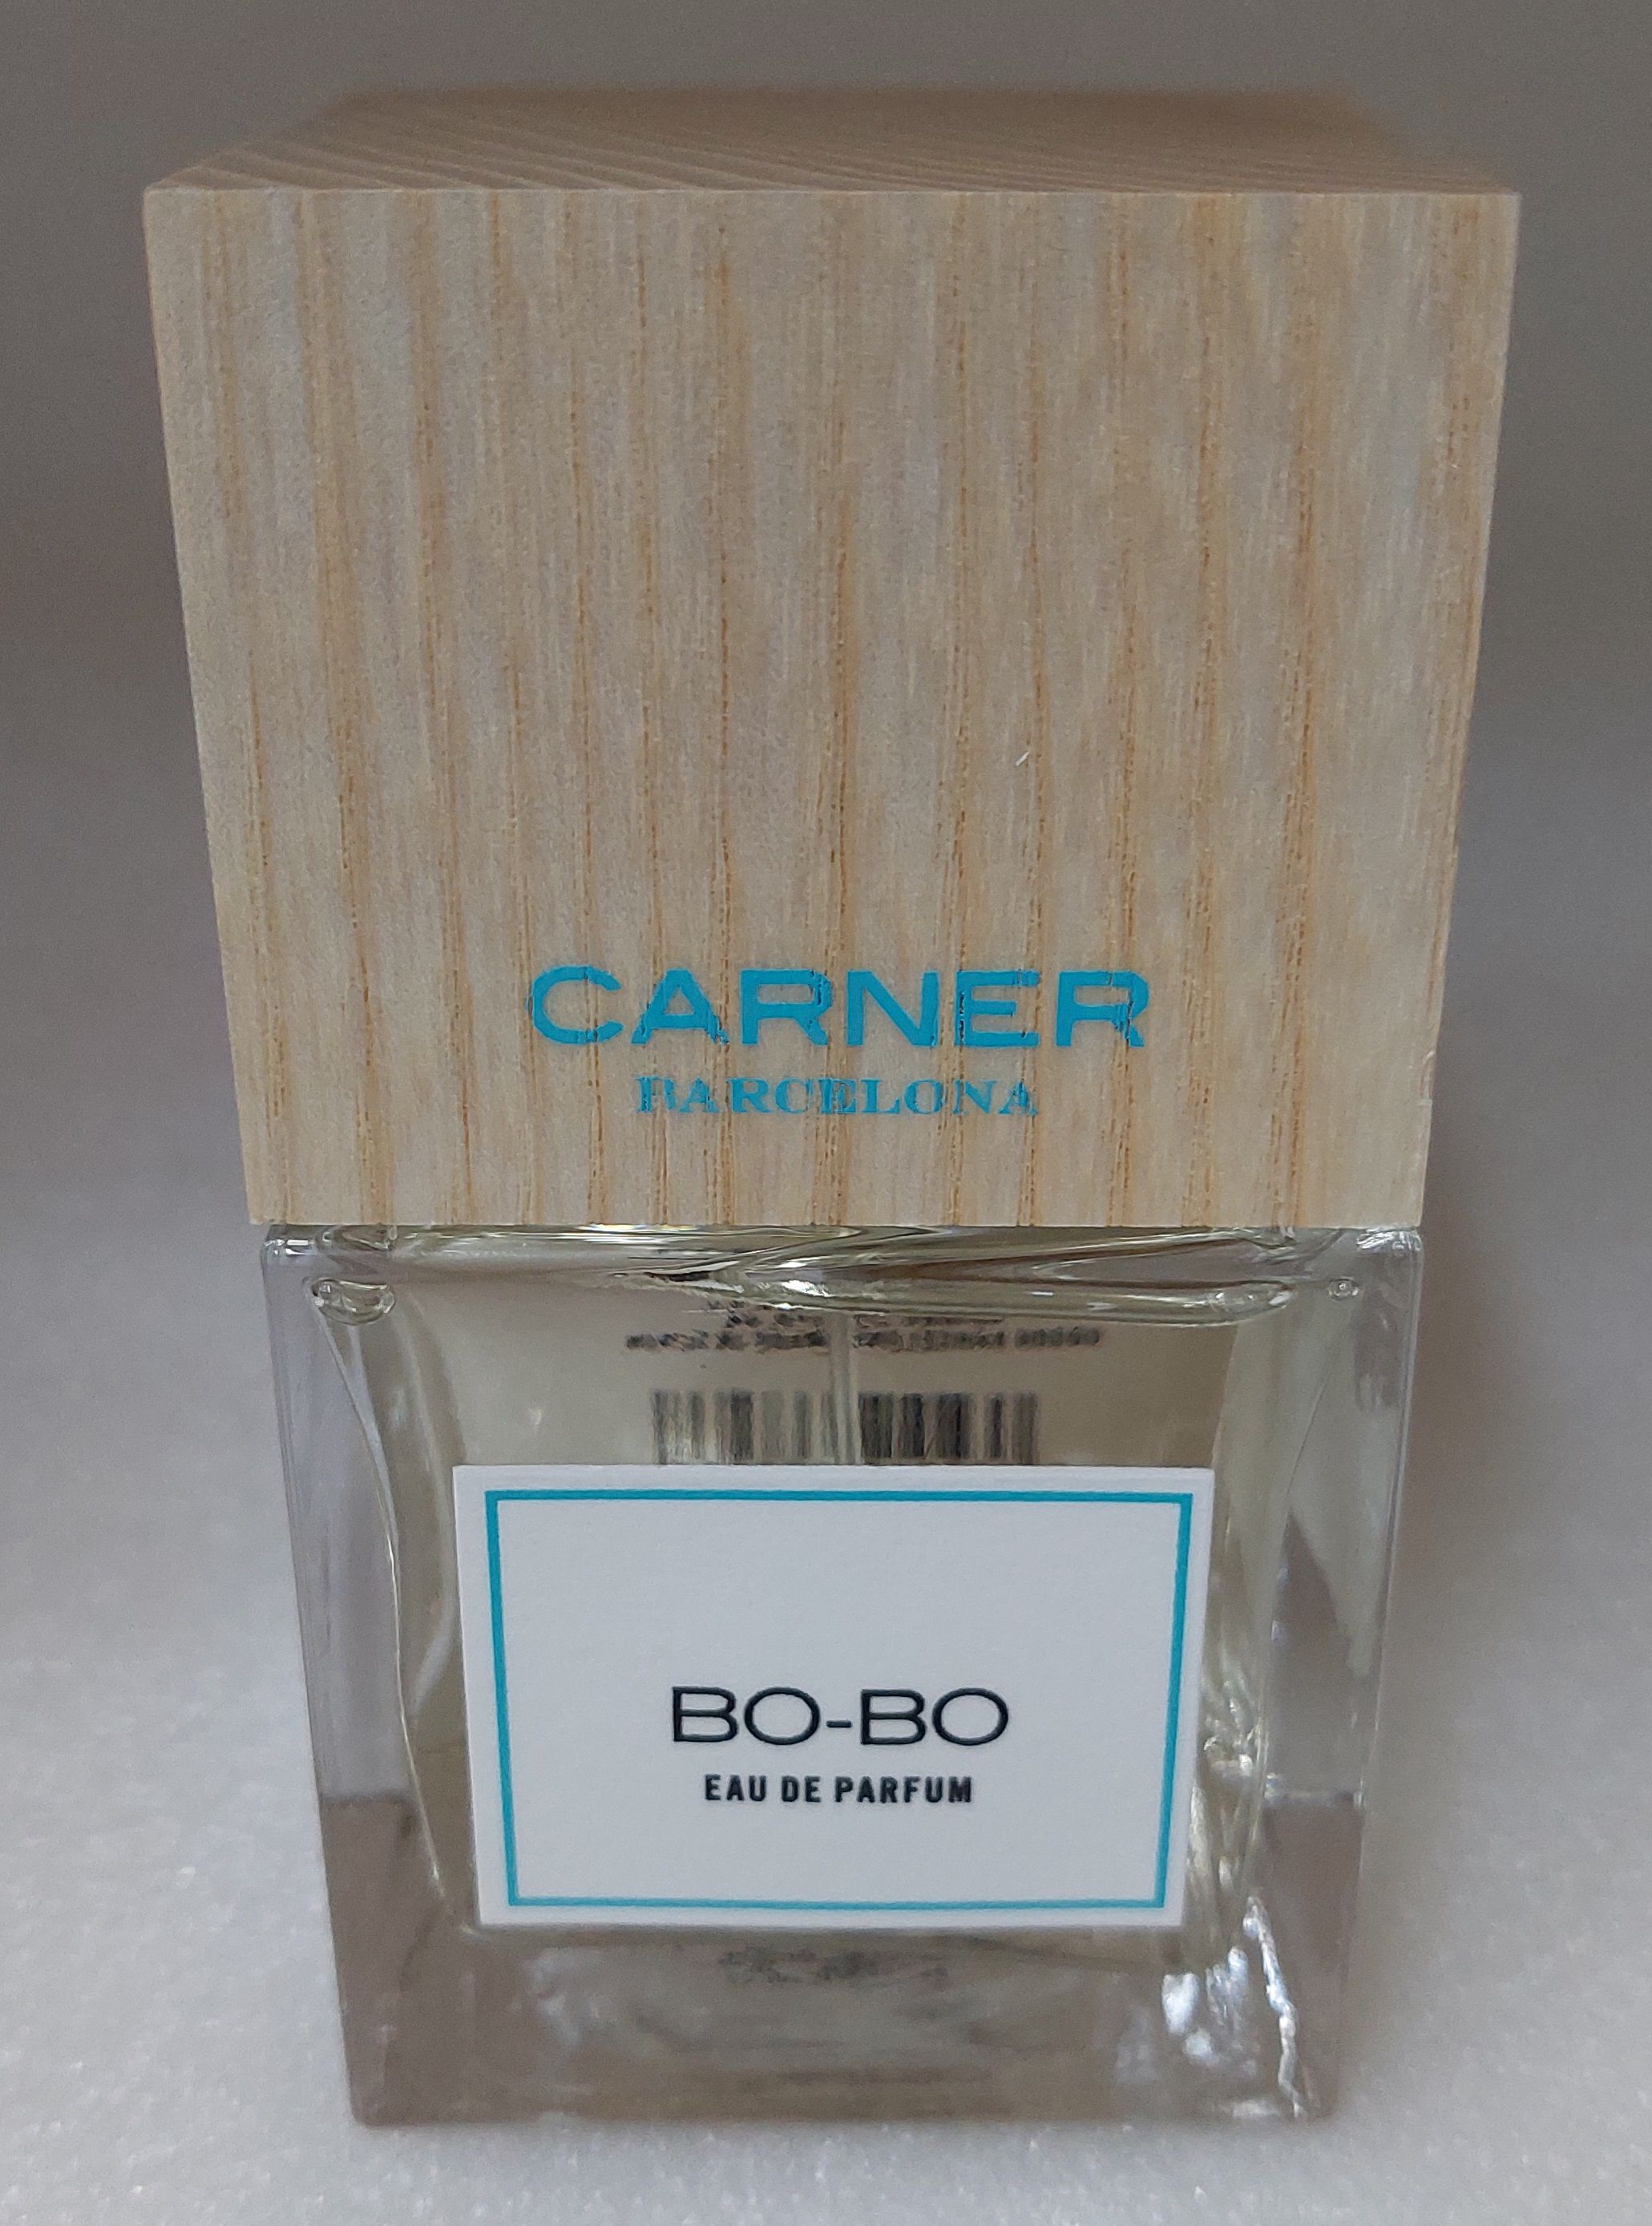 CARNER
BARCELONA
BO-BO
EAU DE PARFUM